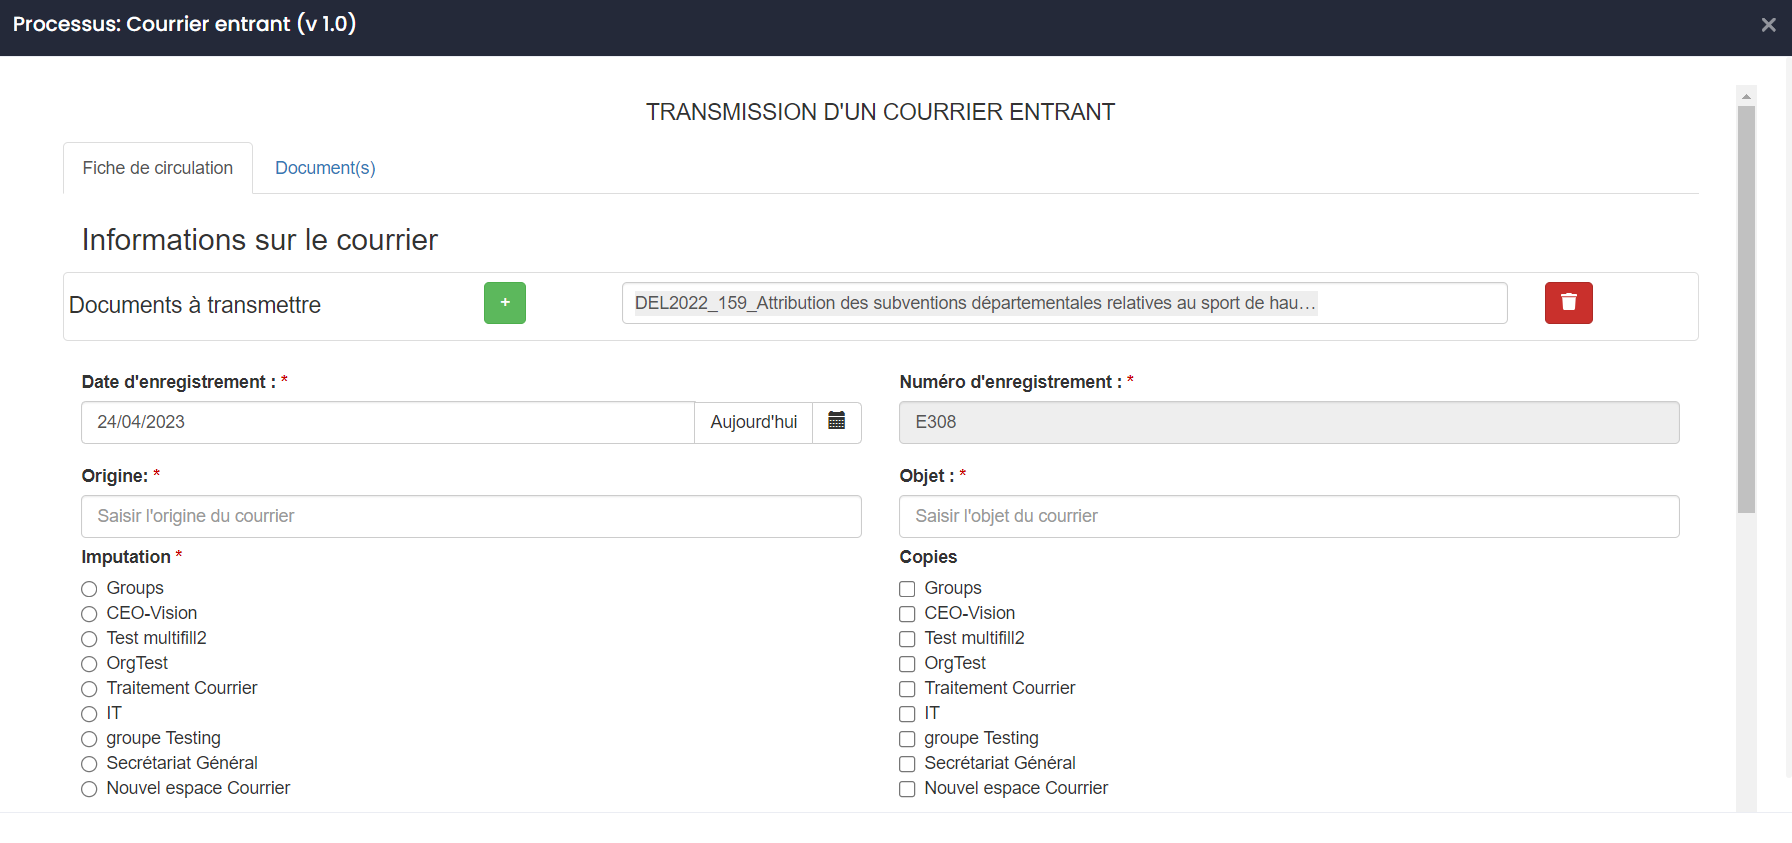 Processus: Courrier entrant (v 1.0)
TRANSMISSION D'UN COURRIER ENTRANT
Fiche de circulation
Document(s)
Informations sur le courrier
Documents à transmettre
+
DEL2022_159_Attribution des subventions départementales relatives au sport de hau…
Date d'enregistrement : *
24/04/2023
Aujourd'hui
Numéro d'enregistrement : *
E308
Origine: *
Saisir l'origine du courrier
Objet : *
Saisir l'objet du courrier
Imputation *
Groups
CEO-Vision
Test multifill2
OrgTest
Traitement Courrier
IT
groupe Testing
Secrétariat Général
Nouvel espace Courrier
Copies
Groups
CEO-Vision
Test multifill2
OrgTest
Traitement Courrier
IT
groupe Testing
Secrétariat Général
Nouvel espace Courrier